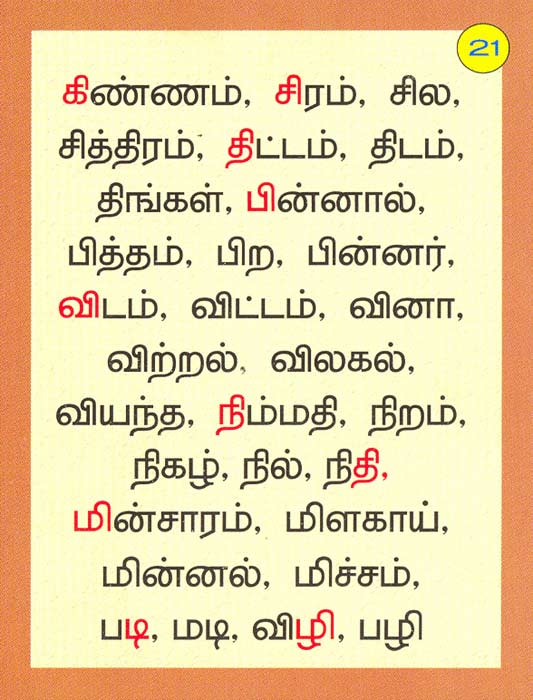 21
கிண்ணம், சிரம், சில,
சித்திரம், திட்டம், திடம்,
திங்கள், பின்னால்,
பித்தம், பிற, பின்னர்,
விடம், விட்டம், வினா,
விற்றல், விலகல்,
வியந்த, நிம்மதி, நிறம்,
நிகழ், நில், நிதி,
மின்சாரம், மிளகாய்,
மின்னல், மிச்சம்,
படி, மடி, விழி, பழி